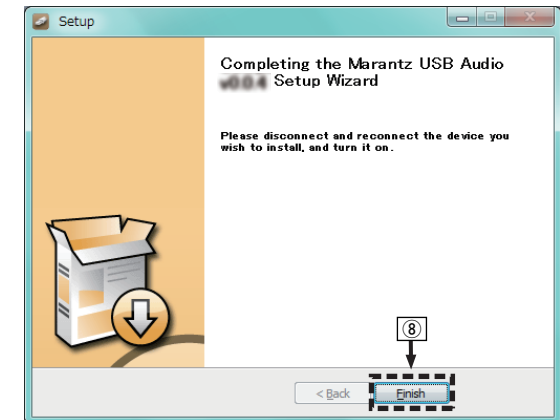 Setup
Completing the Marantz USB Audio
Setup Wizard
Please disconnect and reconnect the device you
wish to install, and turn it on.
⑧
< Back
Finish